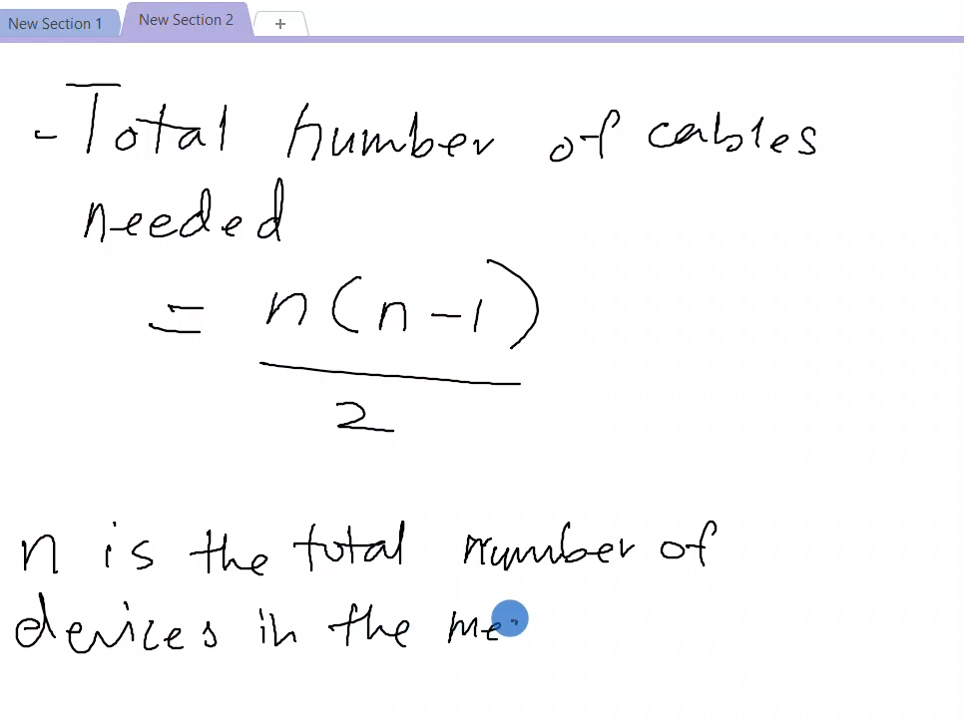 New Section 1 New Section 2 +
- Total number of cables
needed
= n(n-1)
2
n is the total number of
devices in the me